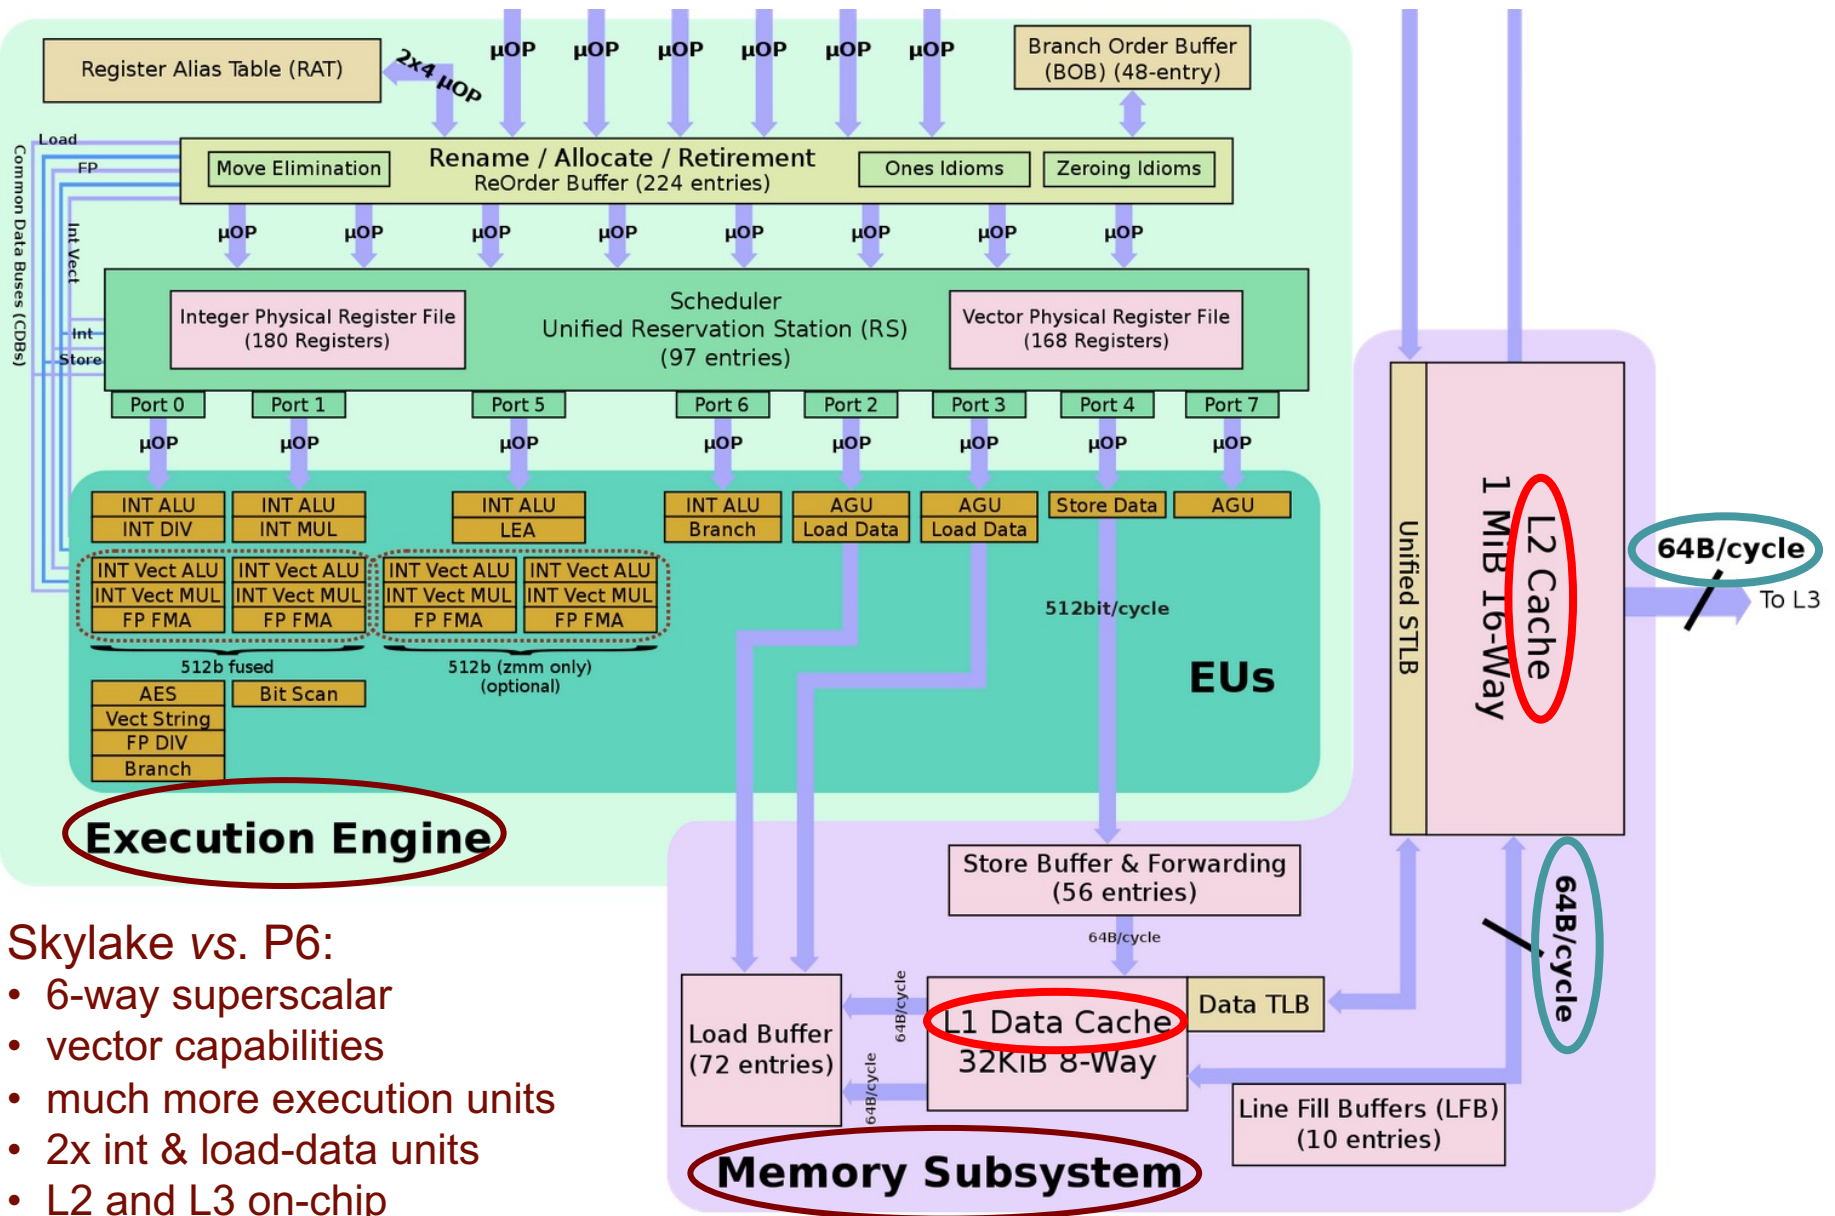 Register Alias Table (RAT)
2x4 µOP
µOP
µOP
µOP
µOP
µOP
µOP
Branch Order Buffer
(BOB) (48-entry)
Common Data Buses (CDBs)
Load
FP
Int Vect
Int
Store
Move Elimination
Rename / Allocate / Retirement
ReOrder Buffer (224 entries)
Ones Idioms
Zeroing Idioms
µOP
µOP
µOP
µOP
µOP
µOP
µOP
µOP
Integer Physical Register File
(180 Registers)
Scheduler
Unified Reservation Station (RS)
(97 entries)
Vector Physical Register File
(168 Registers)
Port 0
Port 1
Port 5
Port 6
Port 2
Port 3
Port 4
Port 7
µOP
µOP
µOP
µOP
µOP
µOP
µOP
µOP
INT ALU
INT DIV
INT ALU
INT MUL
INT ALU
LEA
INT ALU
Branch
AGU
Load Data
AGU
Load Data
Store Data
AGU
INT Vect ALU
INT Vect MUL
FP FMA
INT Vect ALU
INT Vect MUL
FP FMA
INT Vect ALU
INT Vect MUL
FP FMA
INT Vect ALU
INT Vect MUL
FP FMA
512b fused
512b (zmm only)
(optional)
AES
Vect String
FP DIV
Branch
Bit Scan
512bit/cycle
EUs
Execution Engine
Unified STLB
L2 Cache
1 MiB 16-Way
64B/cycle
To L3
64B/cycle
Store Buffer & Forwarding
(56 entries)
64B/cycle
Load Buffer
(72 entries)
64B/cycle
64B/cycle
L1 Data Cache
32KiB 8-Way
Data TLB
Line Fill Buffers (LFB)
(10 entries)
Memory Subsystem
Skylake vs. P6:
• 6-way superscalar
• vector capabilities
• much more execution units
• 2x int & load-data units
• L2 and L3 on-chip